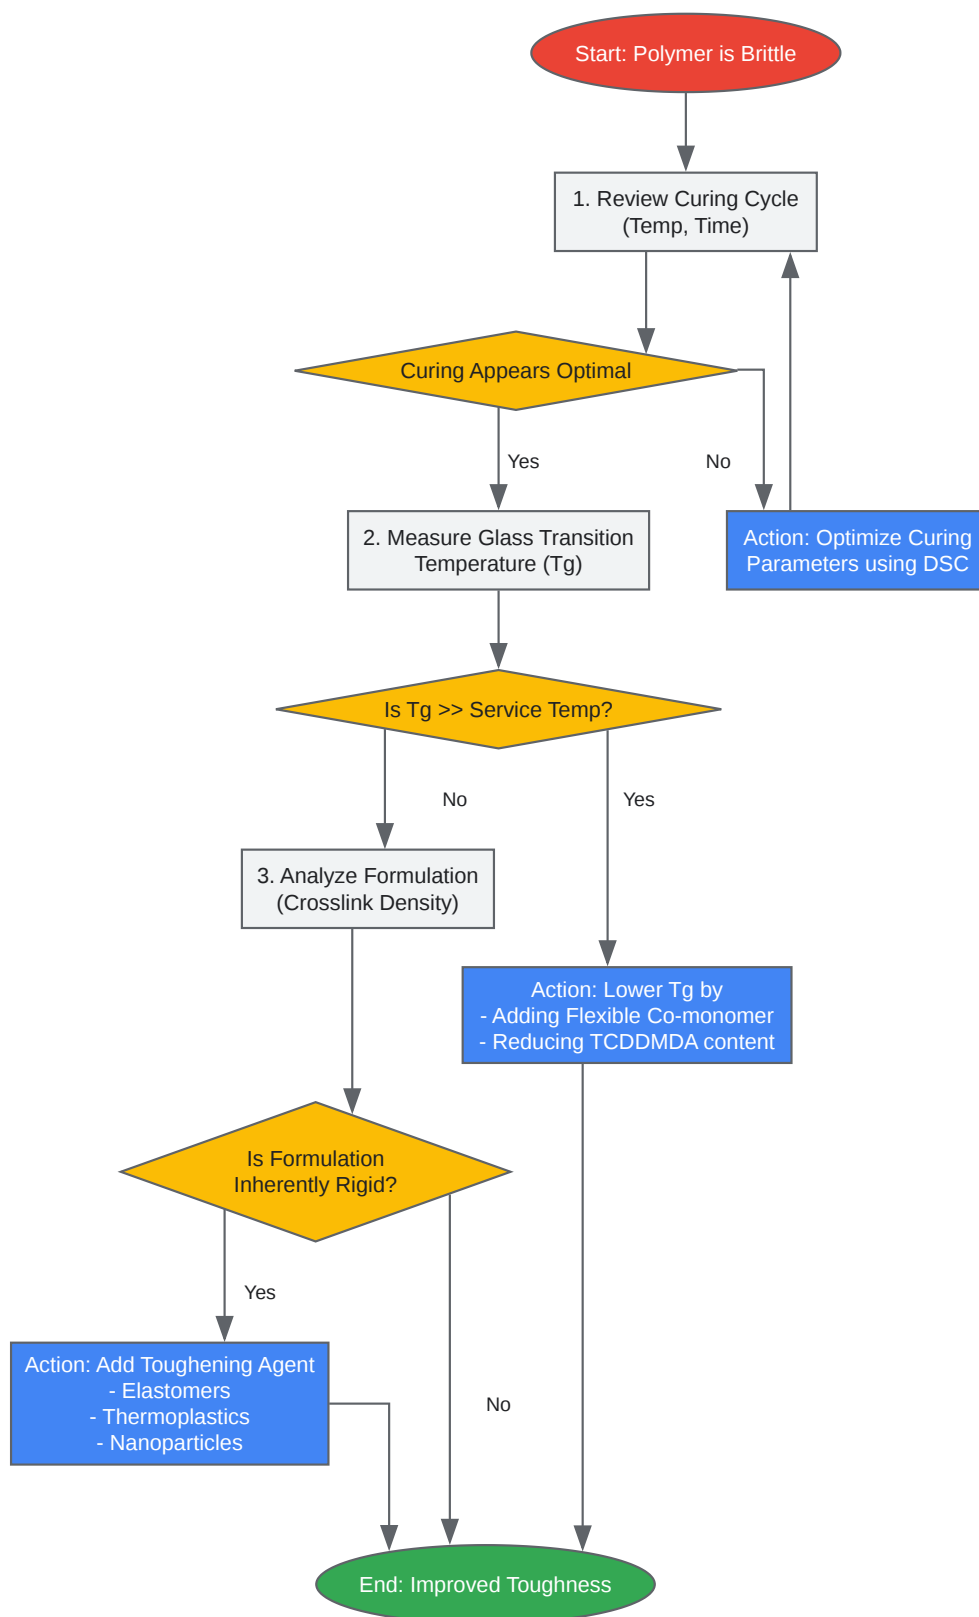 Start: Polymer is Brittle
1. Review Curing Cycle
(Temp, Time)
Curing Appears Optimal
Yes
No
2. Measure Glass Transition
Temperature (Tg)
Action: Optimize Curing
Parameters using DSC
Is Tg >> Service Temp?
No
Yes
3. Analyze Formulation
(Crosslink Density)
Action: Lower Tg by
- Adding Flexible Co-monomer
- Reducing TCDDMDA content
Is Formulation
Inherently Rigid?
Yes
Action: Add Toughening Agent
- Elastomers
- Thermoplastics
- Nanoparticles
No
End: Improved Toughness